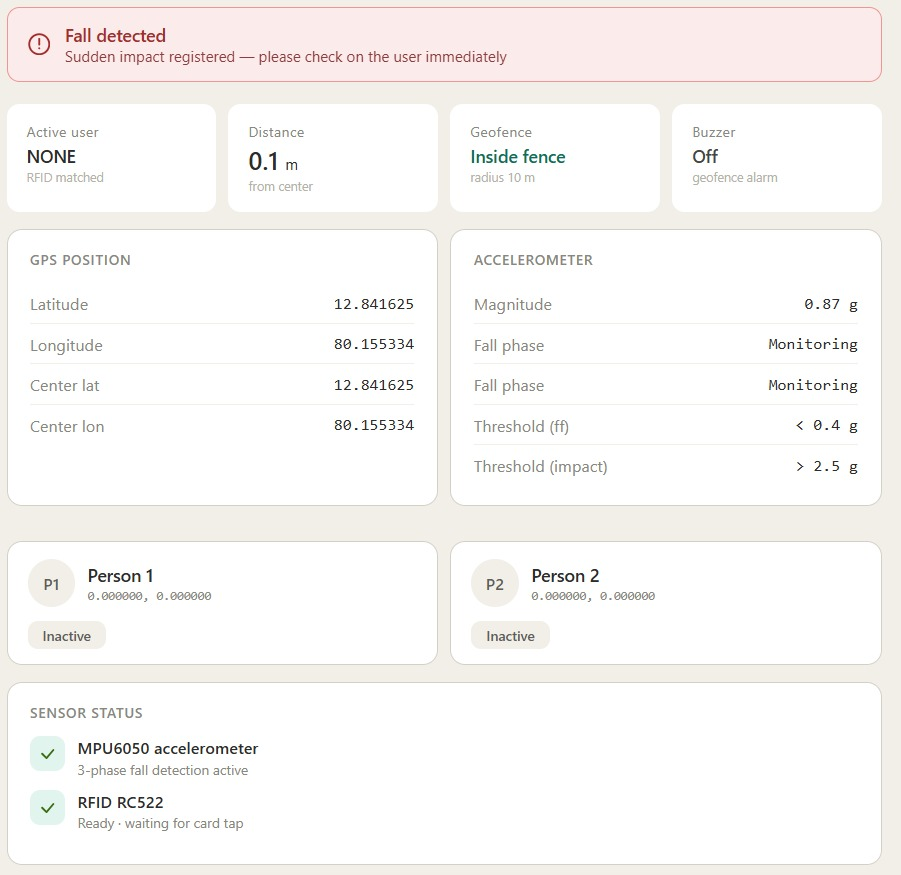 Fall detected
Sudden impact registered — please check on the user immediately
Active user
NONE
RFID matched
Distance
0.1 m
from center
Geofence
Inside fence
radius 10 m
Buzzer
Off
geofence alarm
GPS POSITION
Latitude 12.841625
Longitude 80.155334
Center lat 12.841625
Center lon 80.155334
ACCELEROMETER
Magnitude 0.87 g
Fall phase Monitoring
Fall phase Monitoring
Threshold (ff) < 0.4 g
Threshold (impact) > 2.5 g
P1
Person 1
0.000000, 0.000000
Inactive
P2
Person 2
0.000000, 0.000000
Inactive
SENSOR STATUS
MPU6050 accelerometer
3-phase fall detection active
RFID RC522
Ready · waiting for card tap